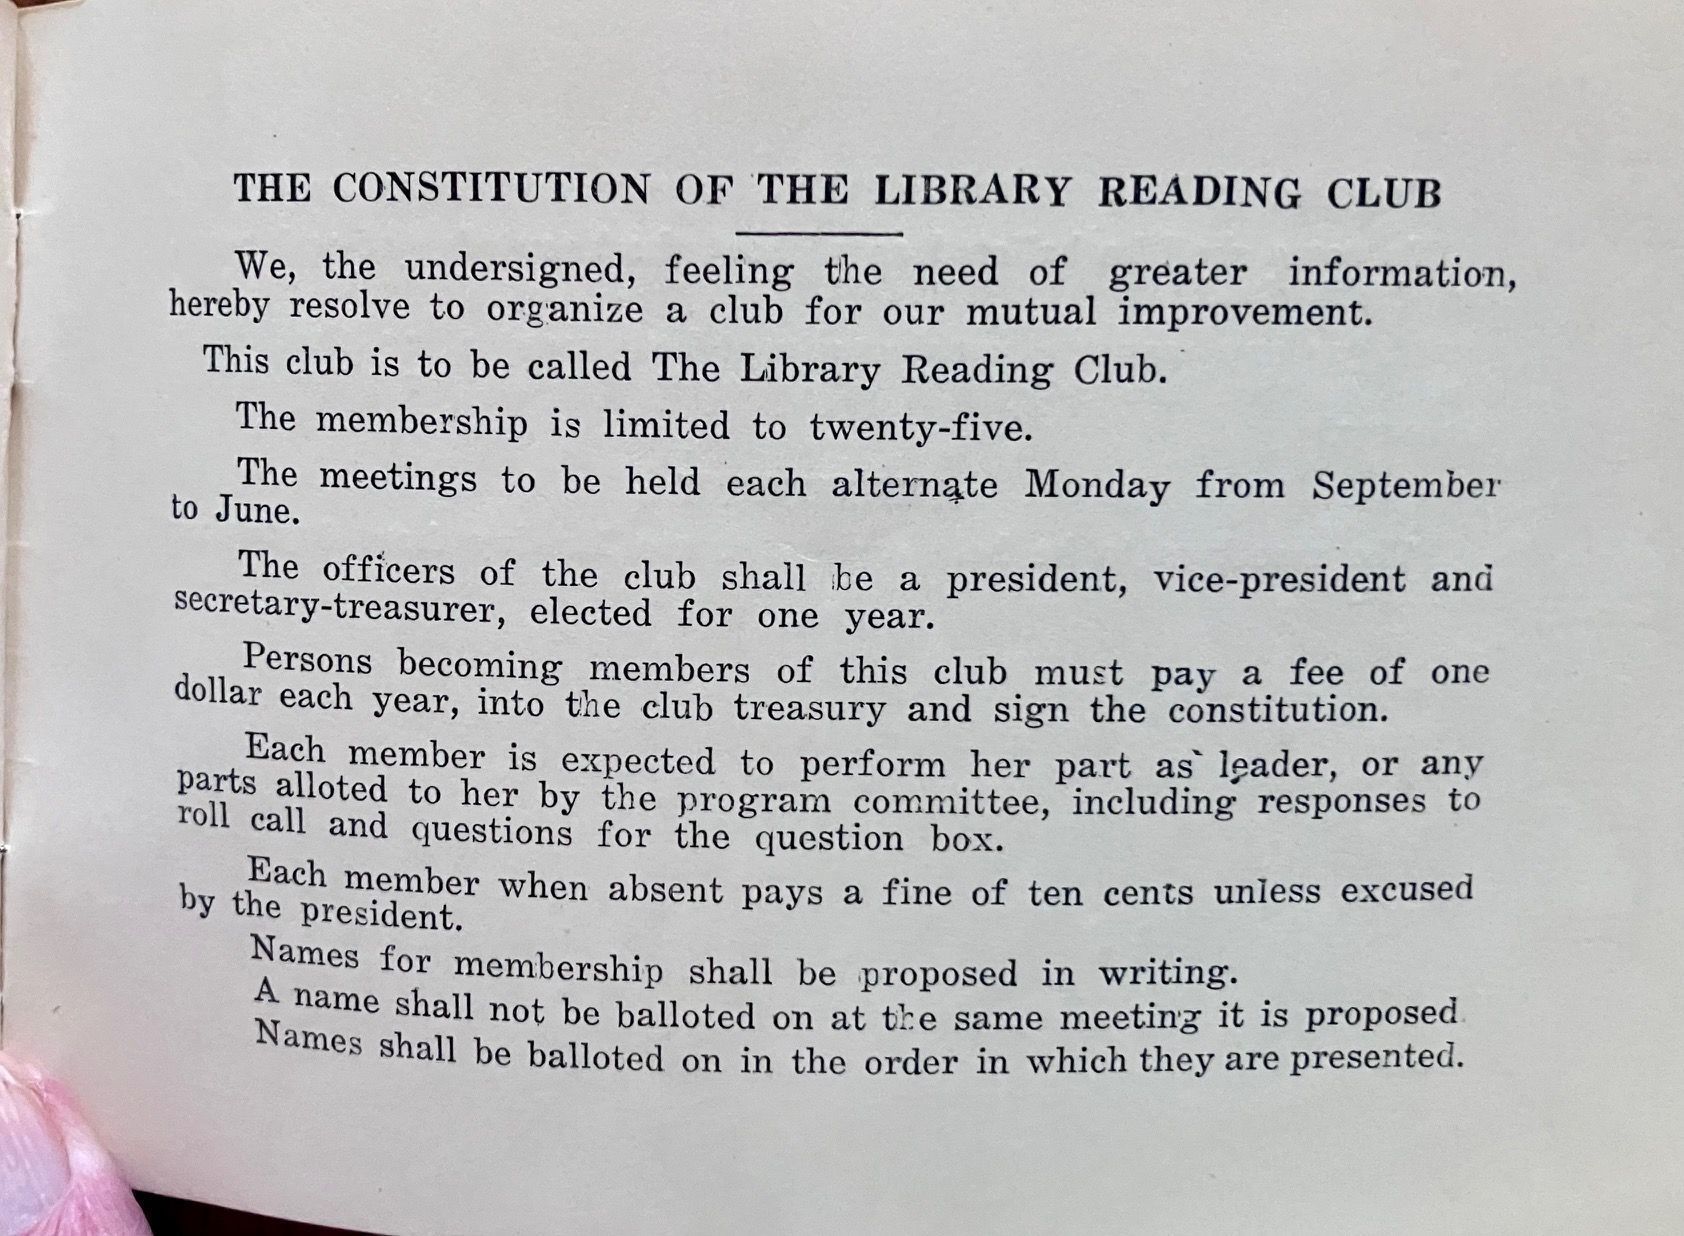 THE CONSTITUTION OF THE LIBRARY READING CLUB
We, the undersigned, feeling the need of greater information,
hereby resolve to organize a club for our mutual improvement.
This club is to be called The Library Reading Club.
The membership is limited to twenty-five.
The meetings to be held each alternate Monday from September
to June.
The officers of the club shall be a president, vice-president and
secretary-treasurer, elected for one year.
Persons becoming members of this club must pay a fee of one
dollar each year, into the club treasury and sign the constitution.
Each member is expected to perform her part as leader, or any
parts alloted to her by the program committee, including responses to
roll call and questions for the question box.
Each member when absent pays a fine of ten cents unless excused
by the president.
Names for membership shall be proposed in writing.
A name shall not be balloted on at the same meeting it is proposed.
Names shall be balloted on in the order in which they are presented.